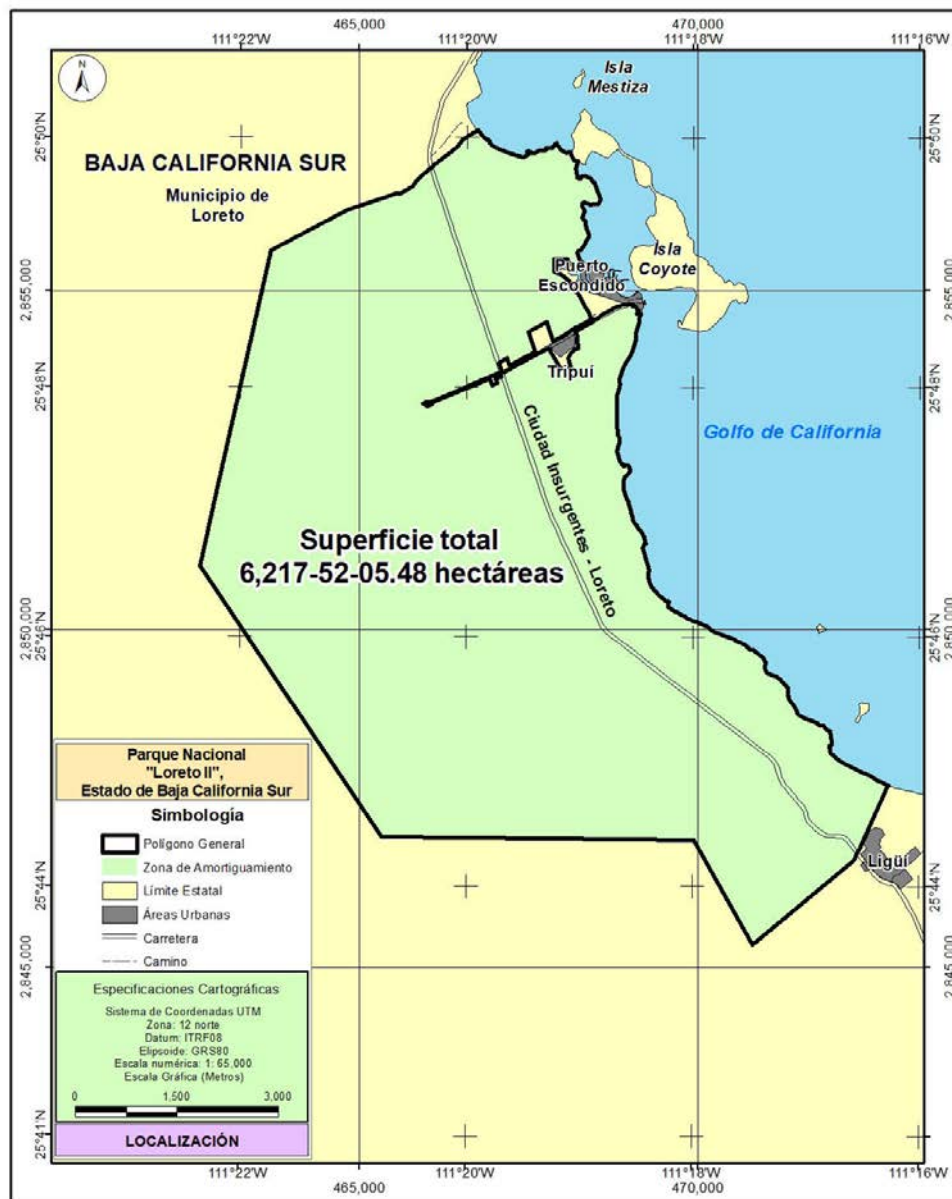 465,000
470,000
111°22'W
111°20'W
111°18'W
111°16'W
N
Isla
Mestiza
25°50'N
25°50'N
BAJA CALIFORNIA SUR
Municipio de
Loreto
Isla
Coyote
Puerto
Escondido
2,855,000
2,855,000
Tripuí
25°48'N
25°48'N
Golfo de California
Ciudad Insurgentes - Loreto
Superficie total
6,217-52-05.48 hectáreas
2,850,000
25°46'N
2,850,000
25°46'N
Parque Nacional
"Loreto II",
Estado de Baja California Sur
Simbología
Polígono General
Zona de Amortiguamiento
Límite Estatal
Áreas Urbanas
Carretera
Camino
Ligüí
25°44'N
25°44'N
2,845,000
2,845,000
Especificaciones Cartográficas
Sistema de Coordenadas UTM
Zona: 12 norte
Datum: ITRF08
Elipsoide: GRS80
Escala numérica: 1: 65,000
Escala Gráfica (Metros)
0 1,500 3,000
LOCALIZACIÓN
25°41'N
25°41'N
111°22'W
111°20'W
111°18'W
111°16'W
465,000
470,000